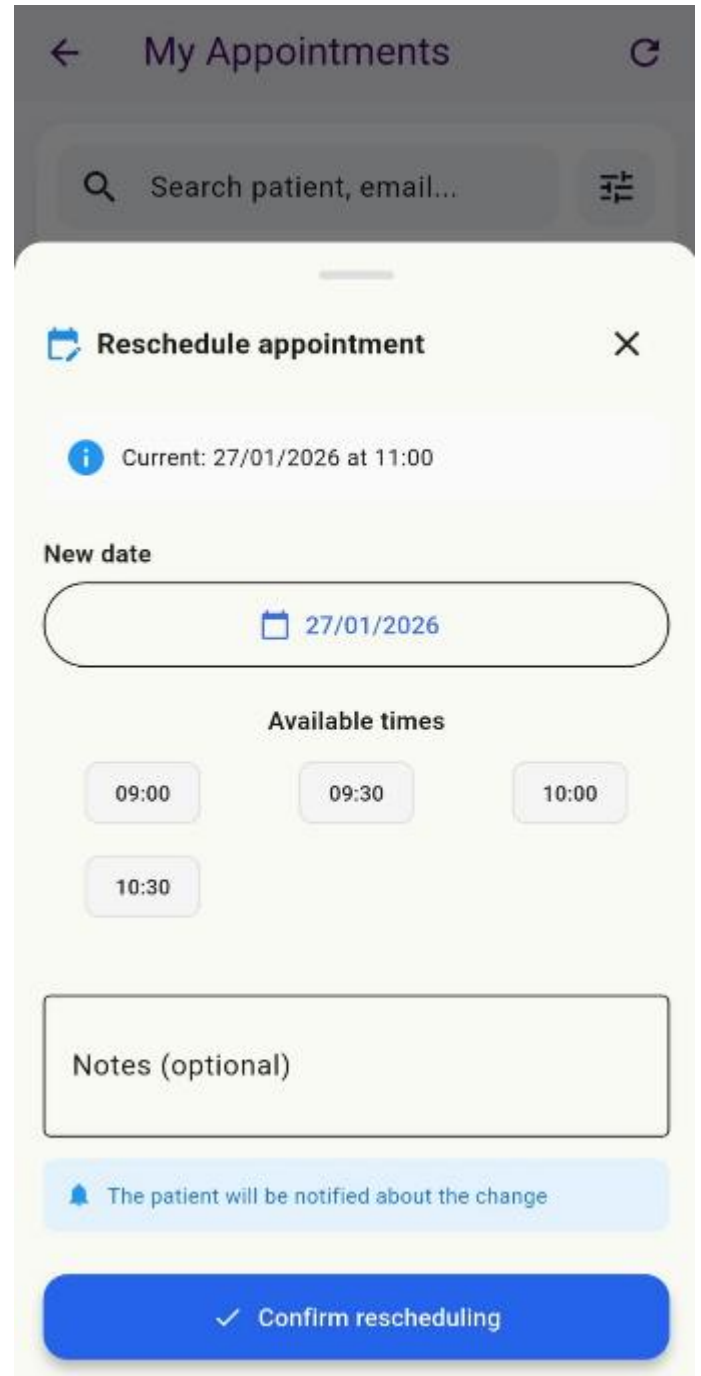 My Appointments
Search patient, email...
Reschedule appointment
Current: 27/01/2026 at 11:00
New date
27/01/2026
Available times
09:00 09:30 10:00
10:30
Notes (optional)
The patient will be notified about the change
Confirm rescheduling